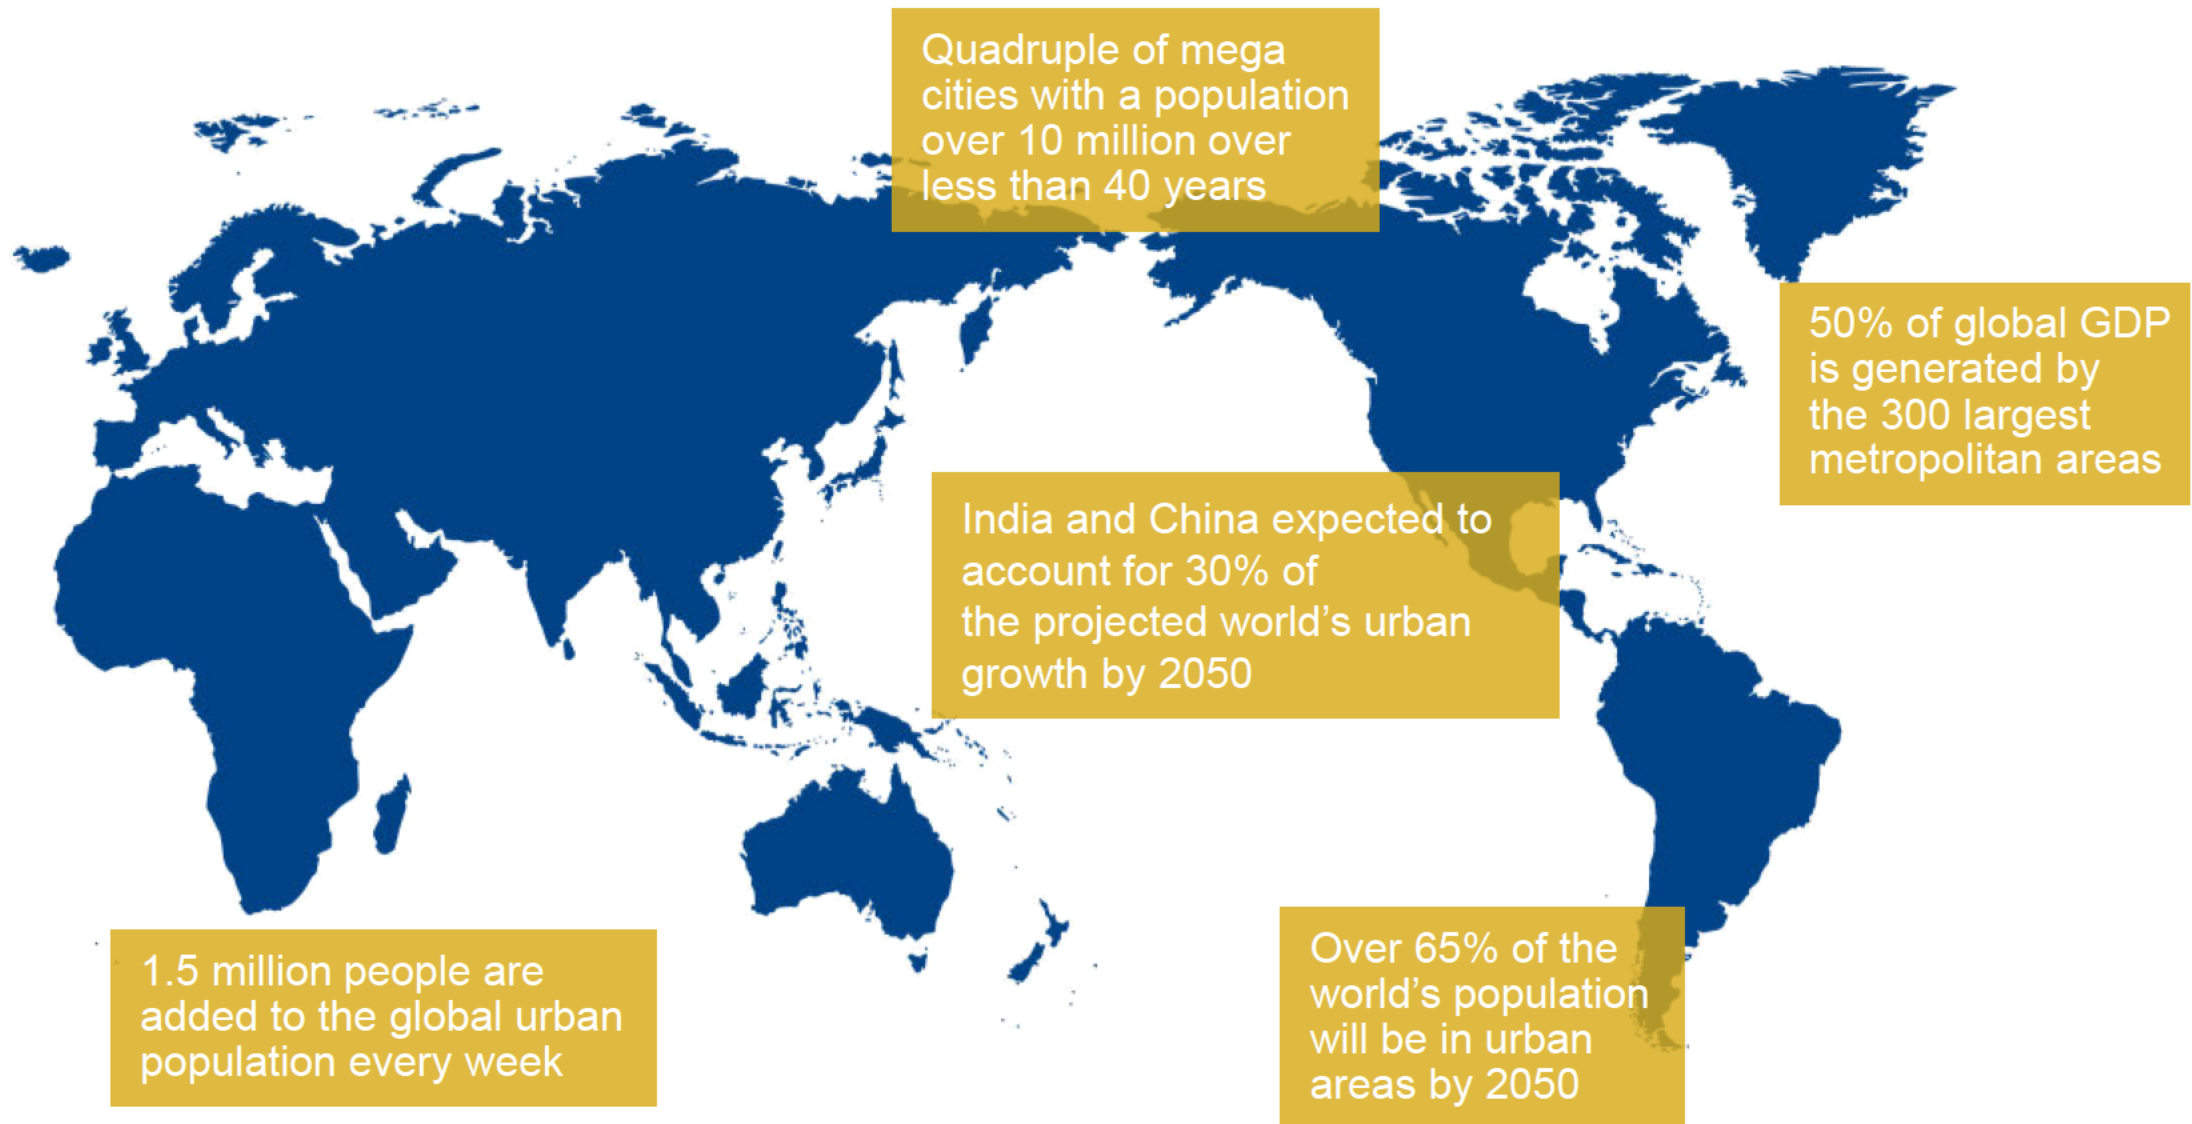 Quadruple of mega
cities with a population
over 10 million over
less than 40 years
50% of global GDP
is generated by
the 300 largest
metropolitan areas
India and China expected to
account for 30% of
the projected world’s urban
growth by 2050
1.5 million people are
added to the global urban
population every week
Over 65% of the
world’s population
will be in urban
areas by 2050